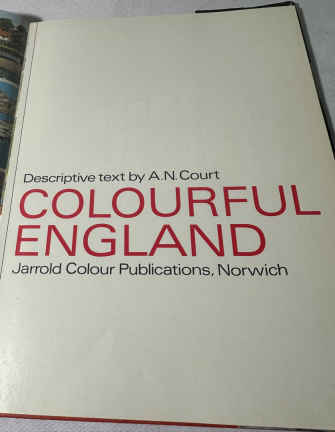 Descriptive text by A.N. Court
COLOURFUL
ENGLAND
Jarrold Colour Publications, Norwich